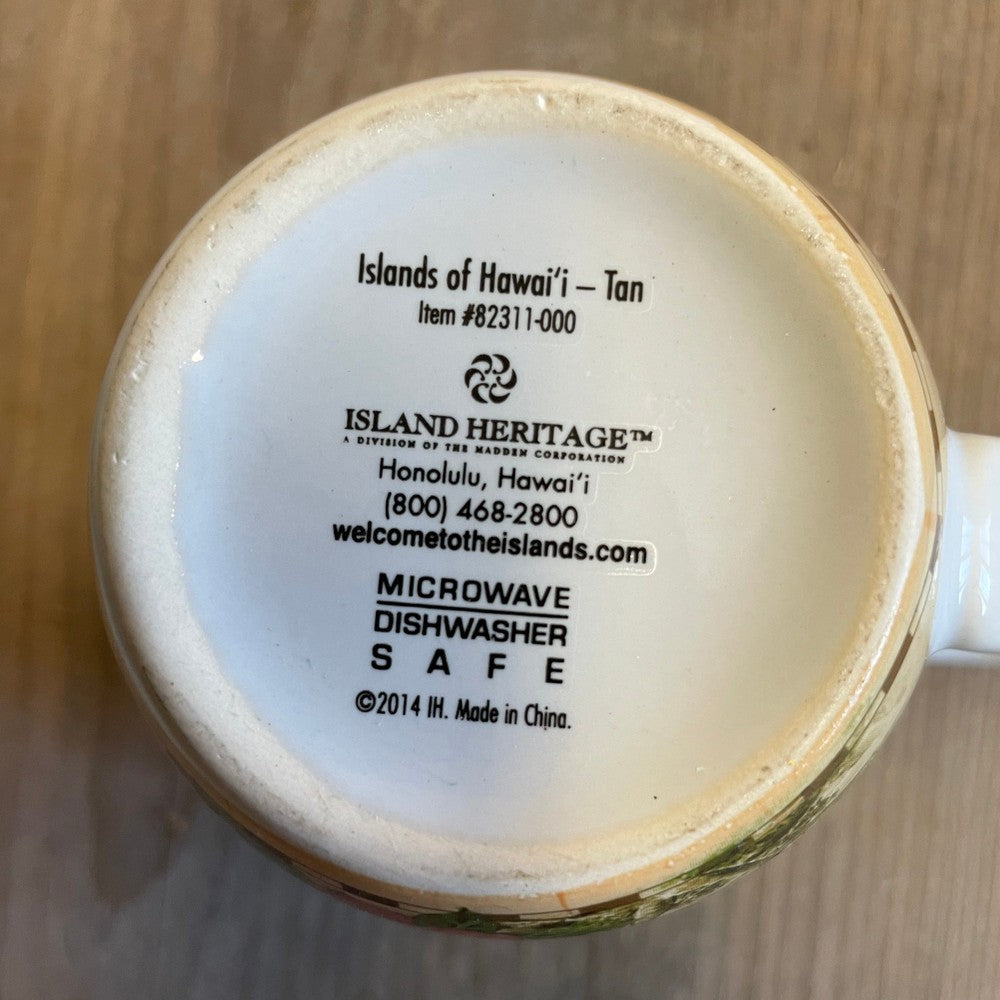 Islands of Hawai‘i – Tan
Item #82311-000
ISLAND HERITAGE™
A DIVISION OF THE MADDEN CORPORATION
Honolulu, Hawai‘i
(800) 468-2800
welcometotheislands.com
MICROWAVE
DISHWASHER
SAFE
©2014 IH. Made in China.